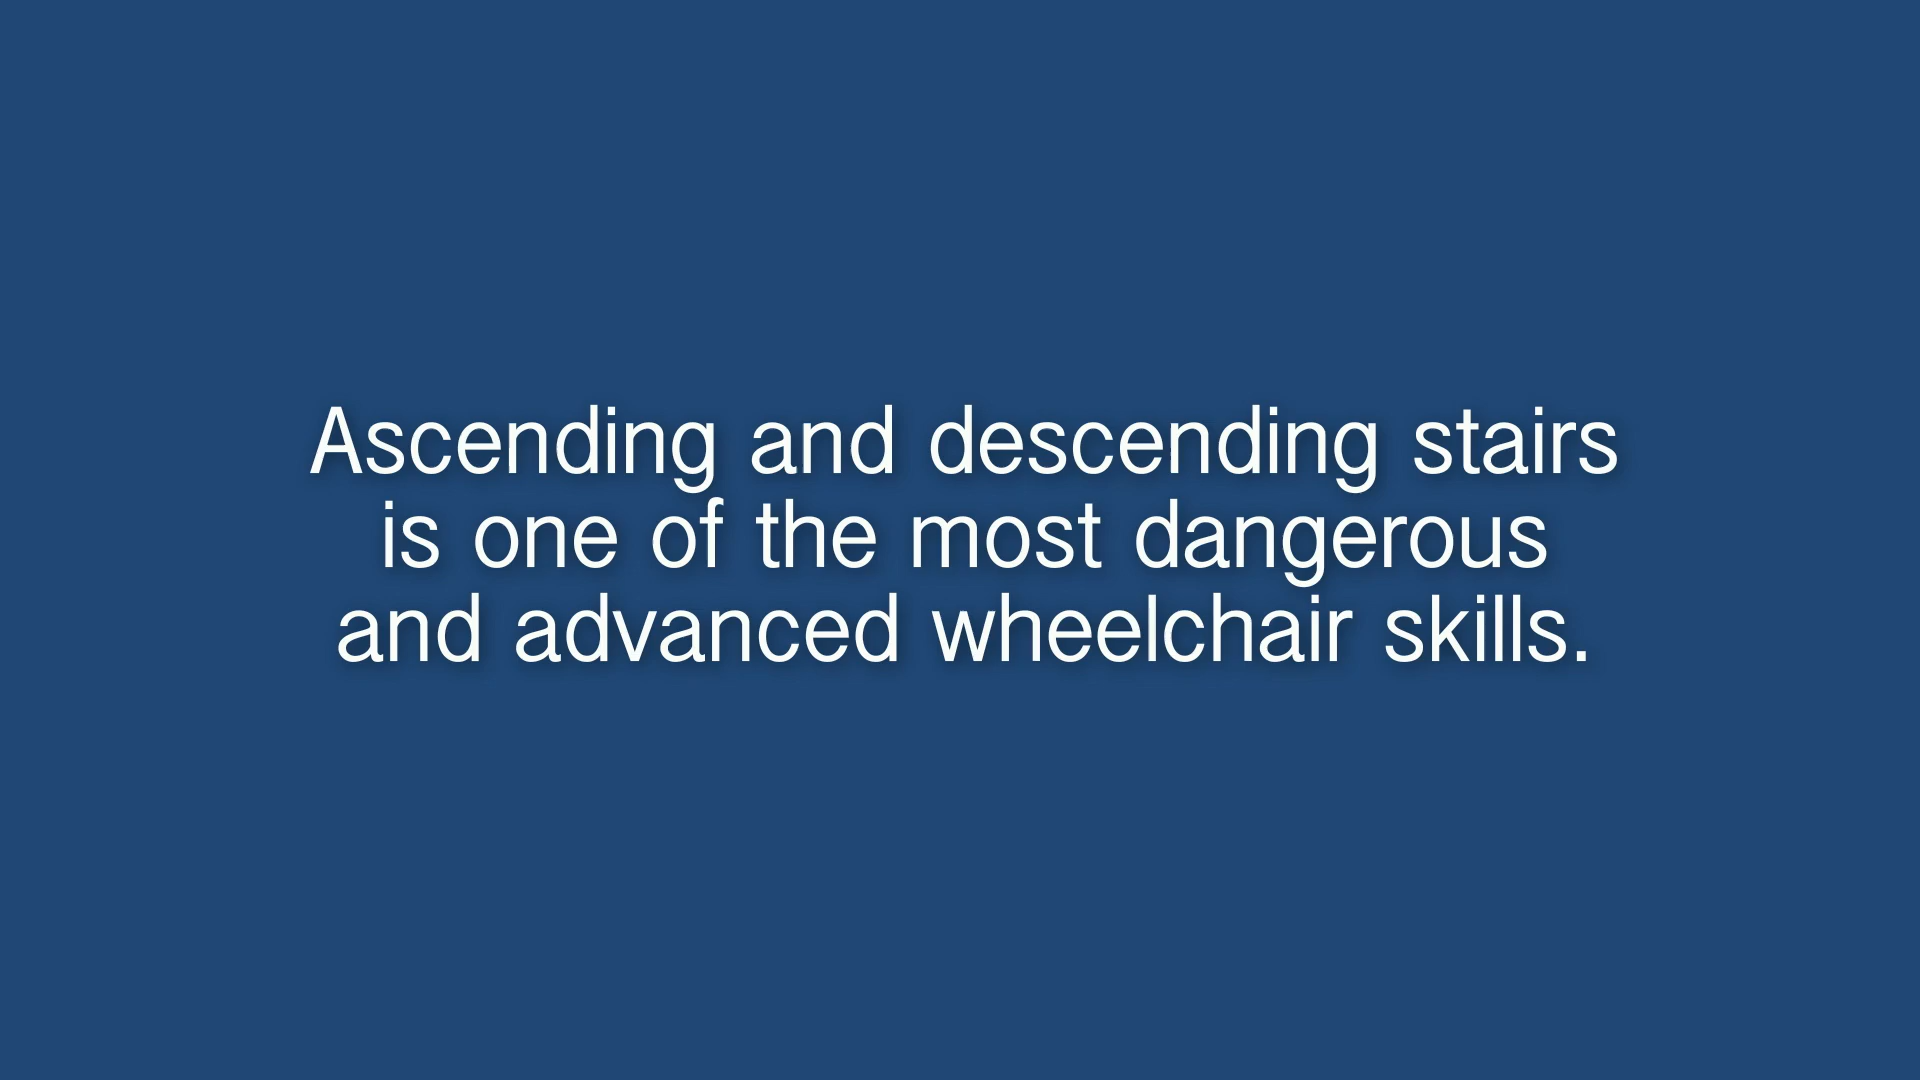 Ascending and descending stairs
is one of the most dangerous
and advanced wheelchair skills.